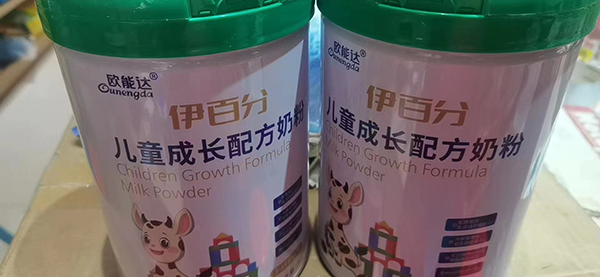 欧能达®
Ounengda
伊百分
儿童成长配方奶粉
Children Growth Formula
Milk Powder
欧能达®
Ounengda
伊百分
儿童成长配方奶粉
Children Growth Formula
Milk Powder